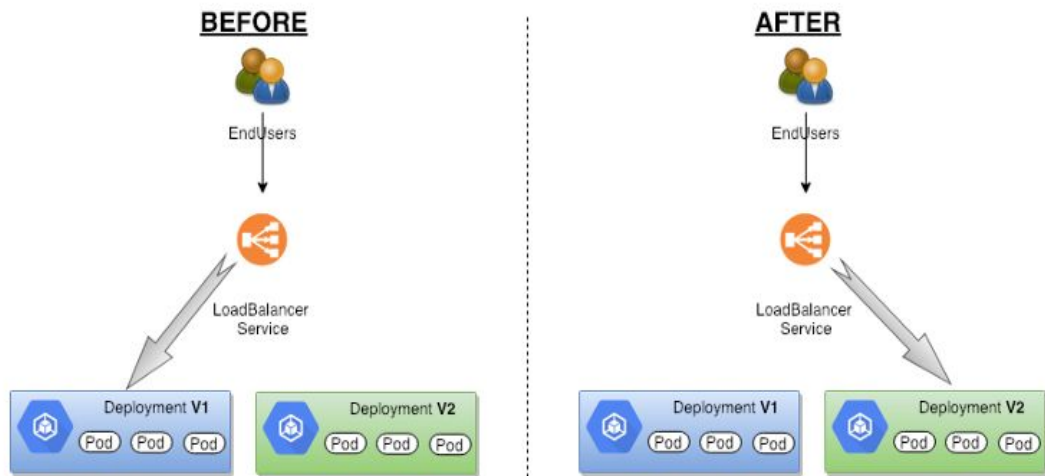 BEFORE
EndUsers
LoadBalancer
Service
Deployment V1
Pod Pod Pod
Deployment V2
Pod Pod Pod
AFTER
EndUsers
LoadBalancer
Service
Deployment V1
Pod Pod Pod
Deployment V2
Pod Pod Pod